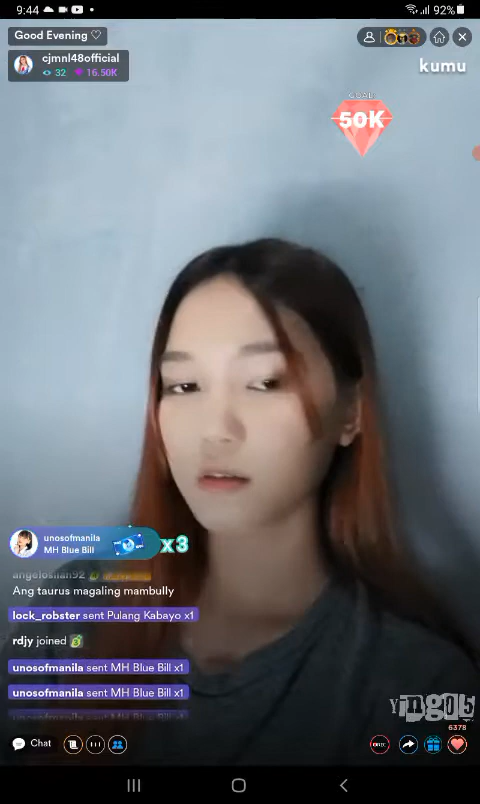 9:44
92%
Good Evening ♡
cjmnl48official
32 16.50K
kumu
GOAL:
50K
unosofmanila
MH Blue Bill
x3
Ang taurus magaling mambully
lock_robster sent Pulang Kabayo x1
rdjy joined
unosofmanila sent MH Blue Bill x1
unosofmanila sent MH Blue Bill x1
Ying05
6378
Chat